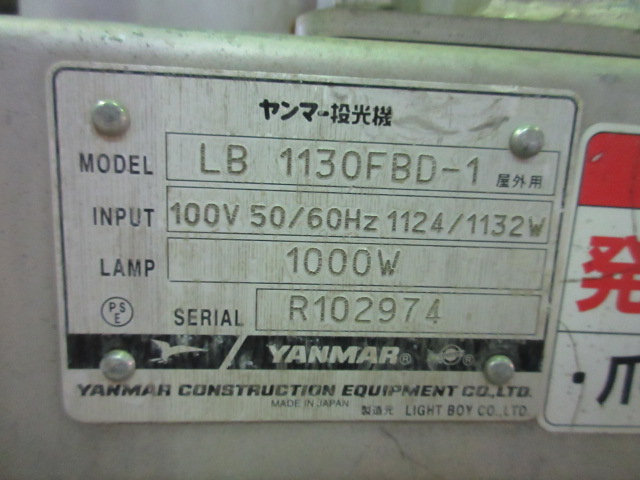 ヤンマー投光機
MODEL LB 1130FBD-1 屋外用
INPUT 100V 50/60Hz 1124/1132W
LAMP 1000W
PSE SERIAL R102974
YANMAR®
YANMAR CONSTRUCTION EQUIPMENT CO.,LTD.
MADE IN JAPAN 製造元 LIGHT BOY CO.,LTD.
発
・爪